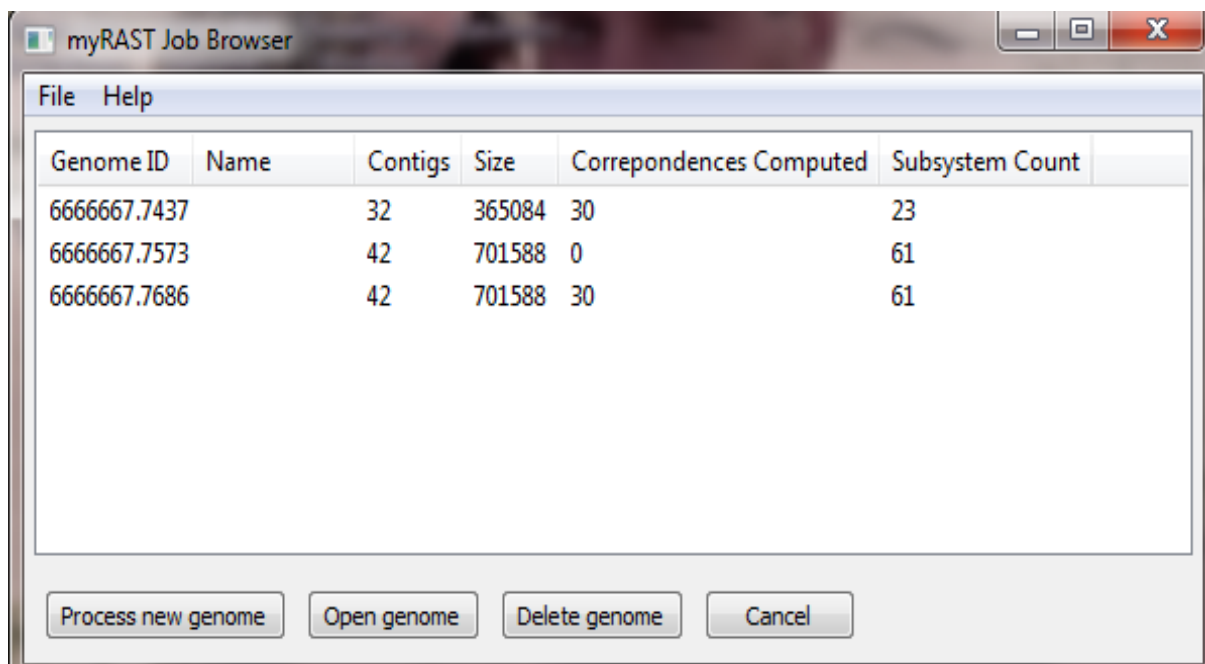 myRAST Job Browser
File Help
Genome ID Name Contigs Size Correpondences Computed Subsystem Count
6666667.7437 32 365084 30 23
6666667.7573 42 701588 0 61
6666667.7686 42 701588 30 61
Process new genome Open genome Delete genome Cancel